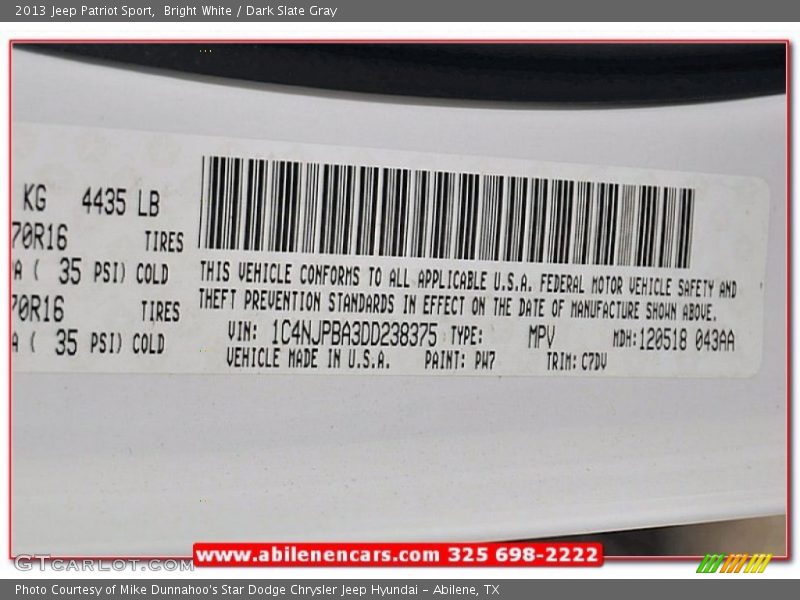 2013 Jeep Patriot Sport,  Bright White / Dark Slate Gray
KG 4435 LB
70R16 TIRES
A ( 35 PSI) COLD
70R16 TIRES
A ( 35 PSI) COLD
THIS VEHICLE CONFORMS TO ALL APPLICABLE U.S.A. FEDERAL MOTOR VEHICLE SAFETY AND
THEFT PREVENTION STANDARDS IN EFFECT ON THE DATE OF MANUFACTURE SHOWN ABOVE.
VIN: 1C4NJPBA3DD238375 TYPE: MPV MDH:120518 043AA
VEHICLE MADE IN U.S.A. PAINT: PW7 TRIM: C7DV
GTCARLOT.COM
www.abilenencars.com 325 698-2222
Photo Courtesy of Mike Dunnahoo's Star Dodge Chrysler Jeep Hyundai - Abilene, TX